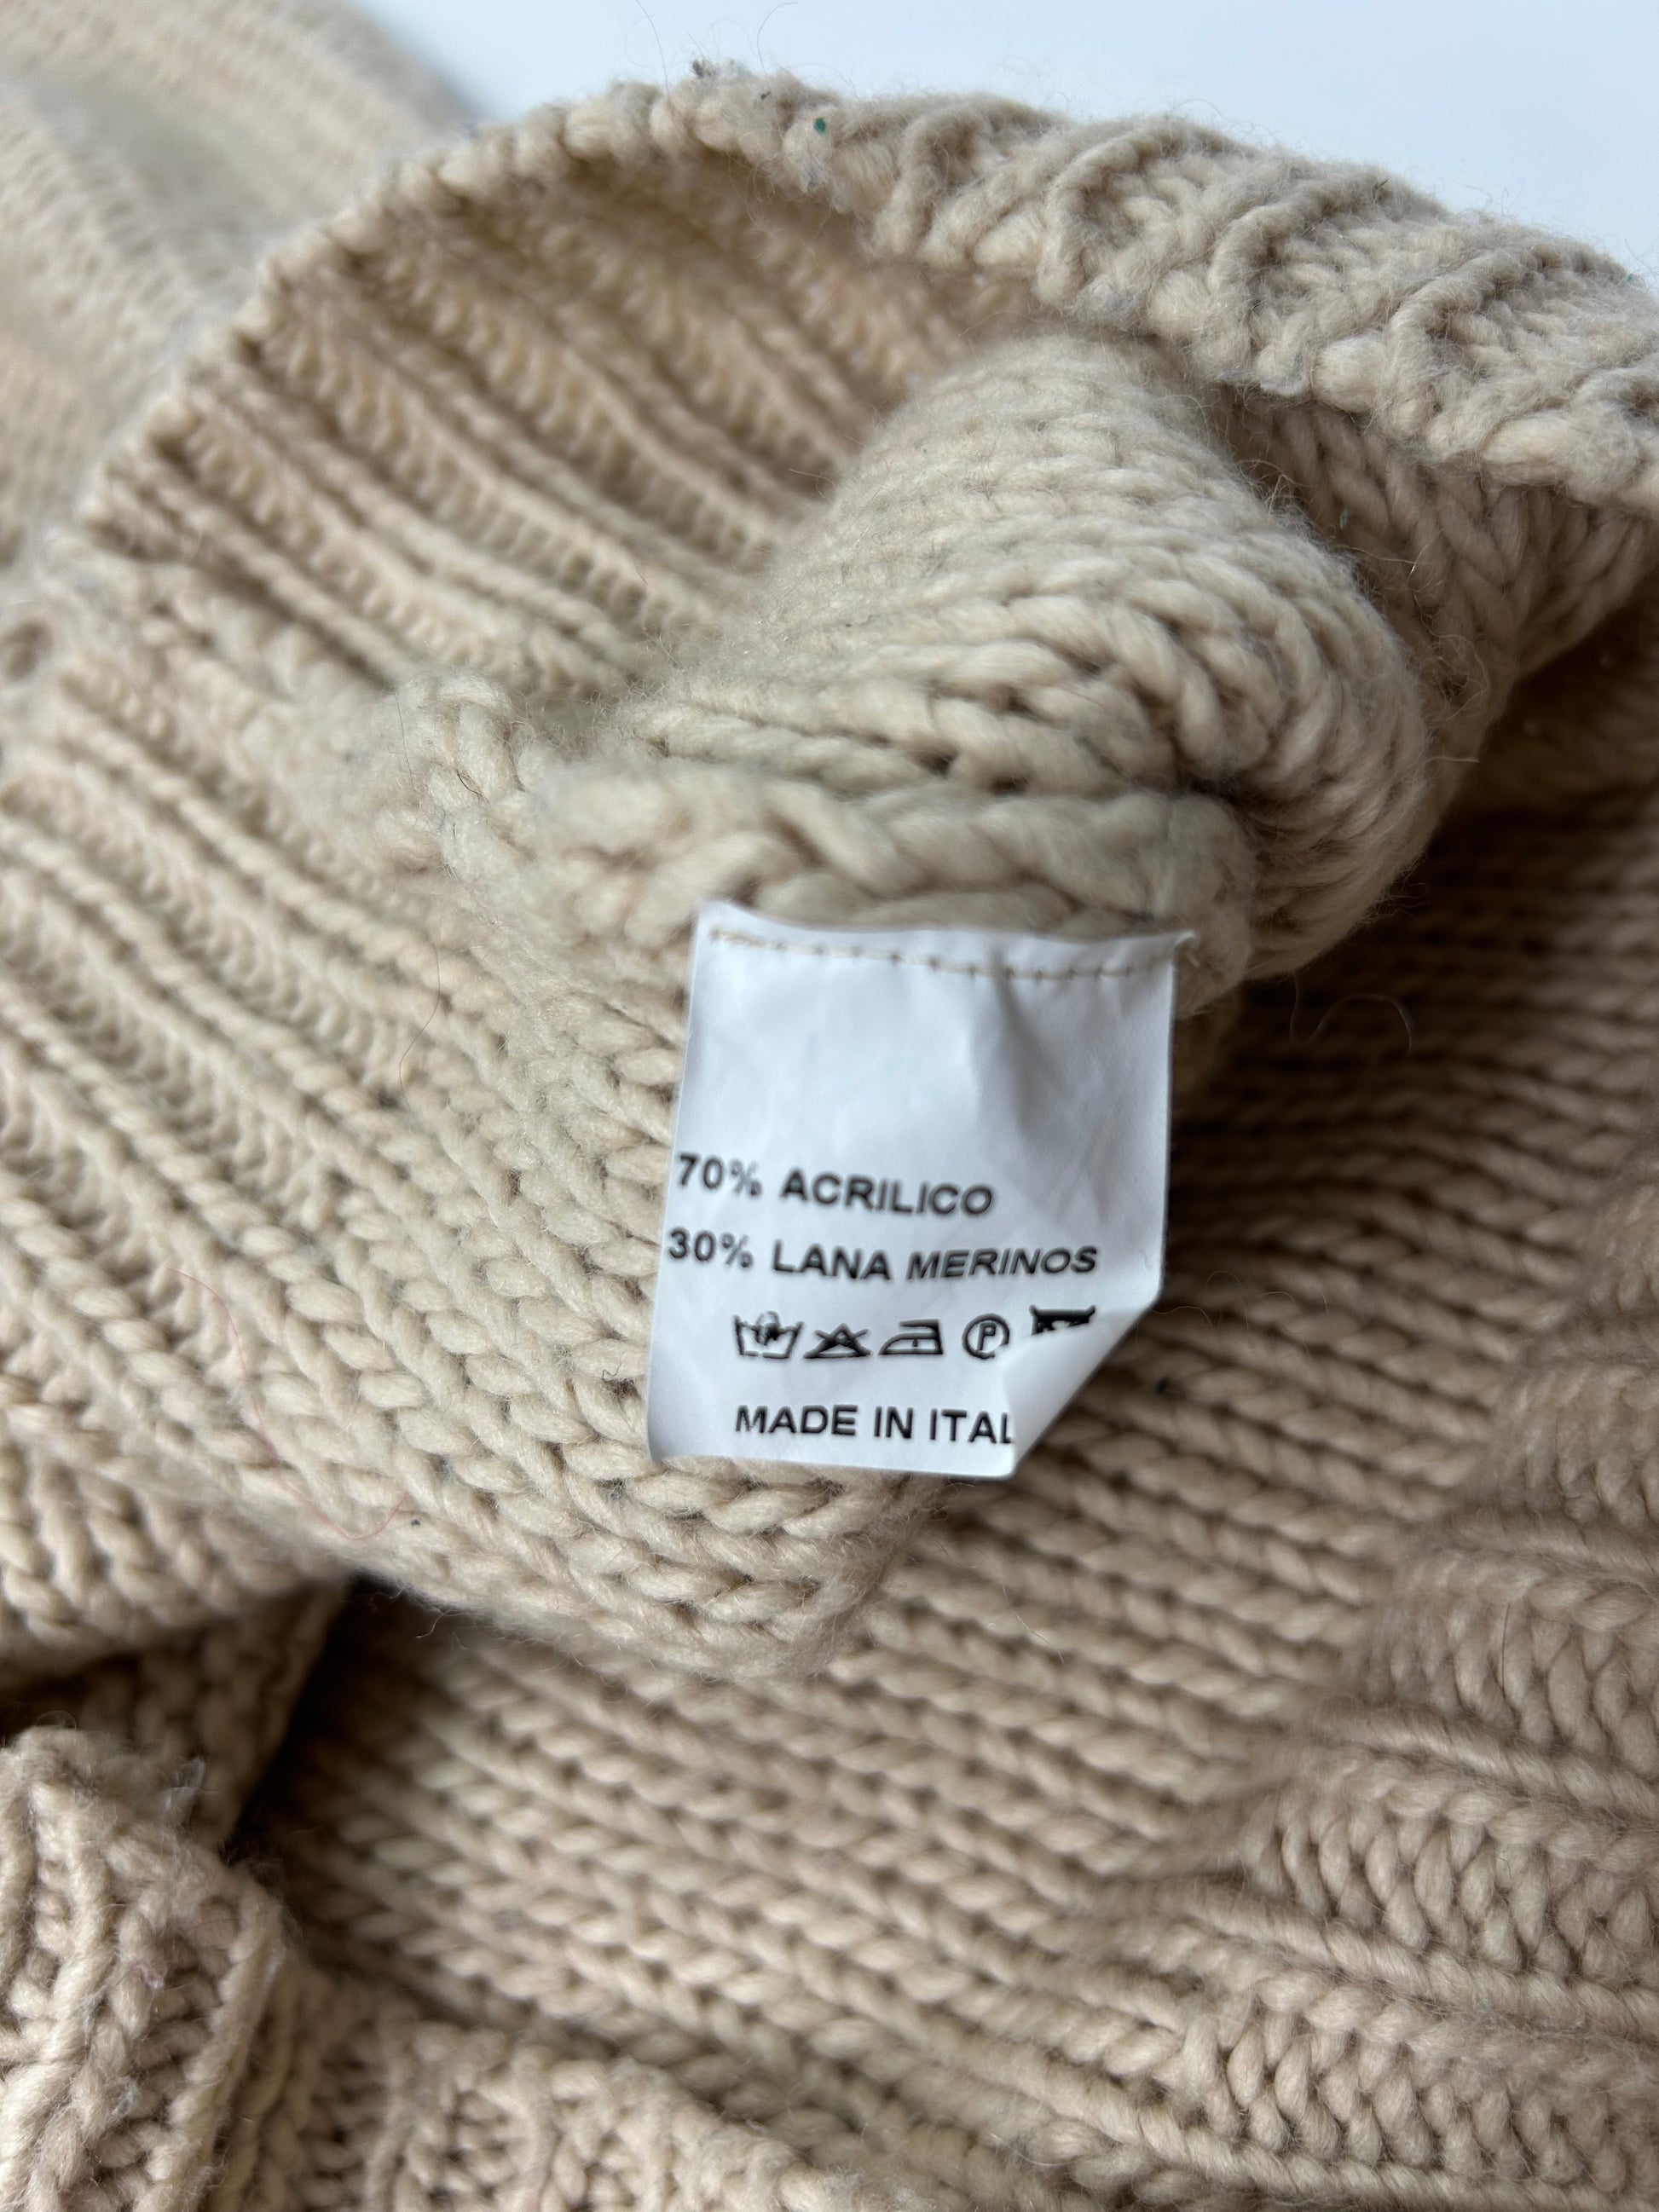 70% ACRILICO
30% LANA MERINOS
P
MADE IN ITAL